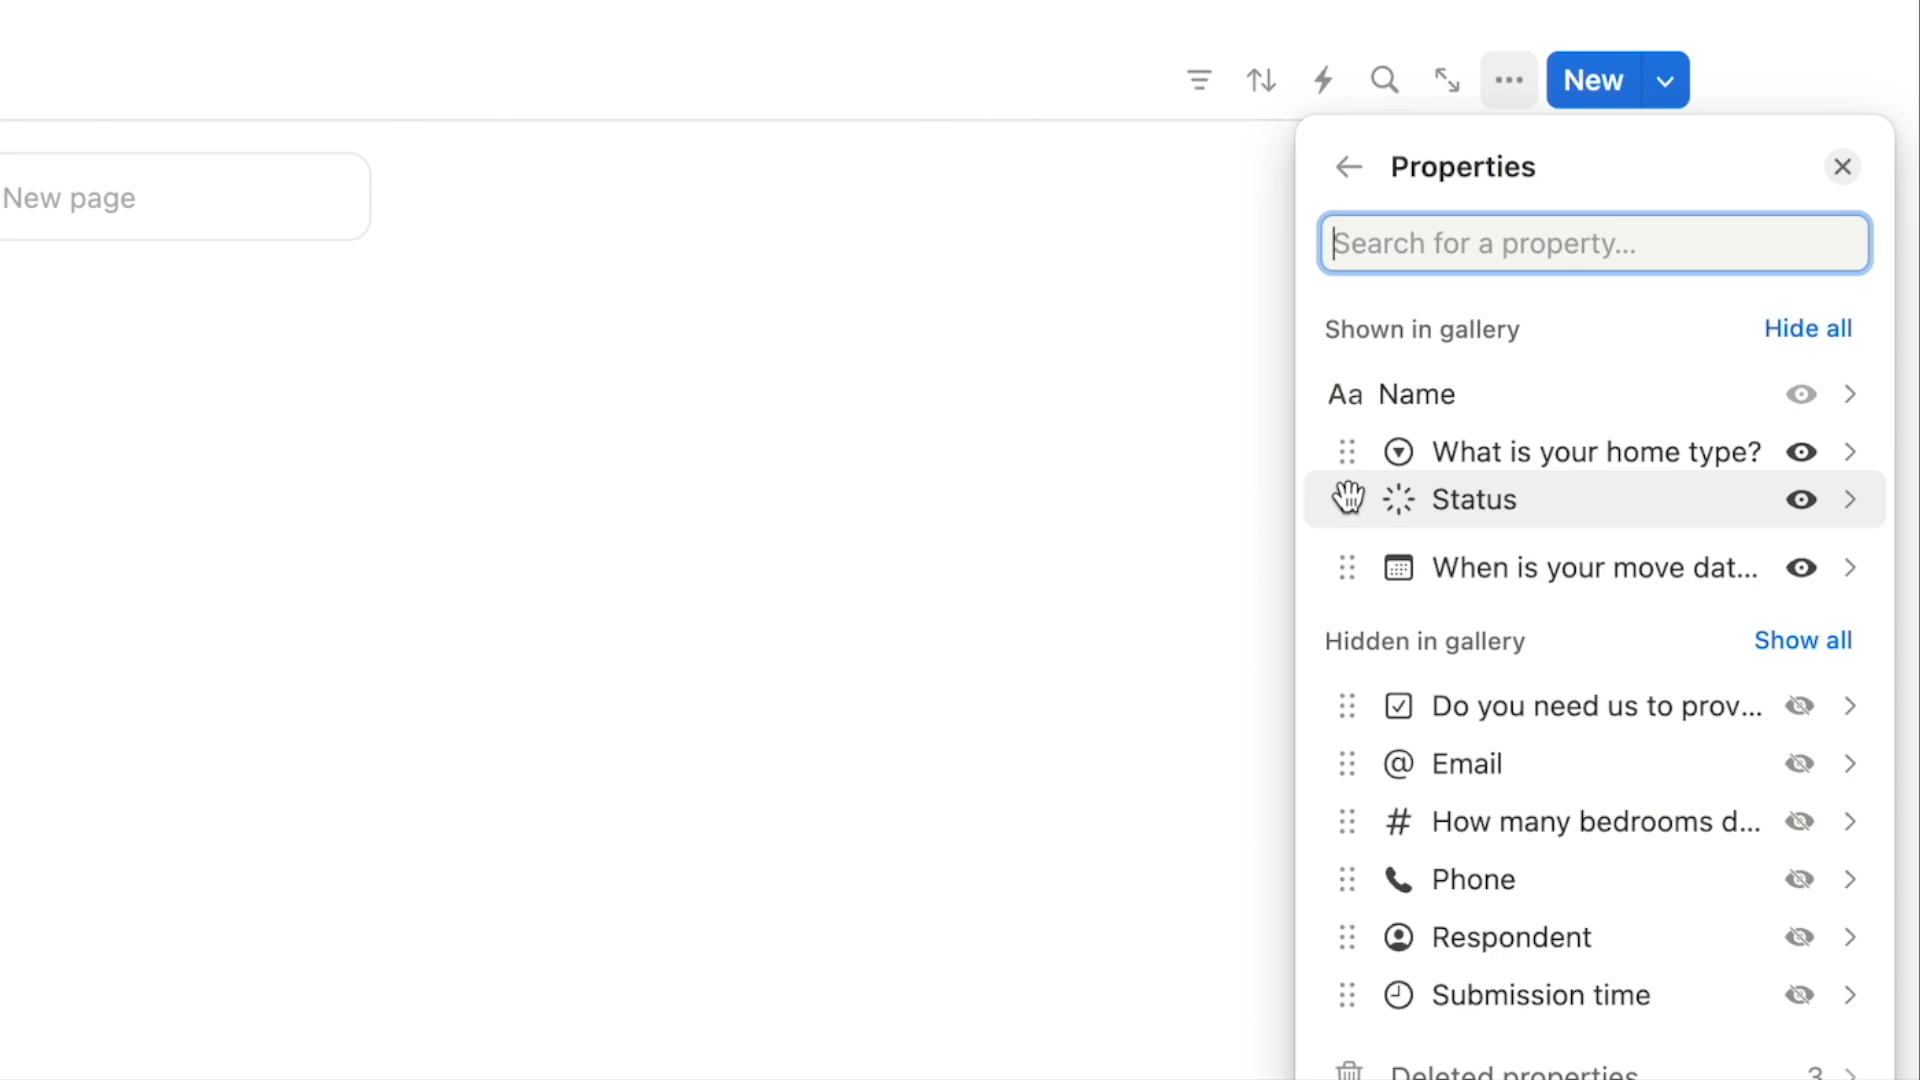 New
Properties
New page
Search for a property...
Shown in gallery Hide all
Aa Name
What is your home type?
Status
When is your move dat...
Hidden in gallery Show all
Do you need us to prov...
Email
How many bedrooms d...
Phone
Respondent
Submission time
Deleted properties 3